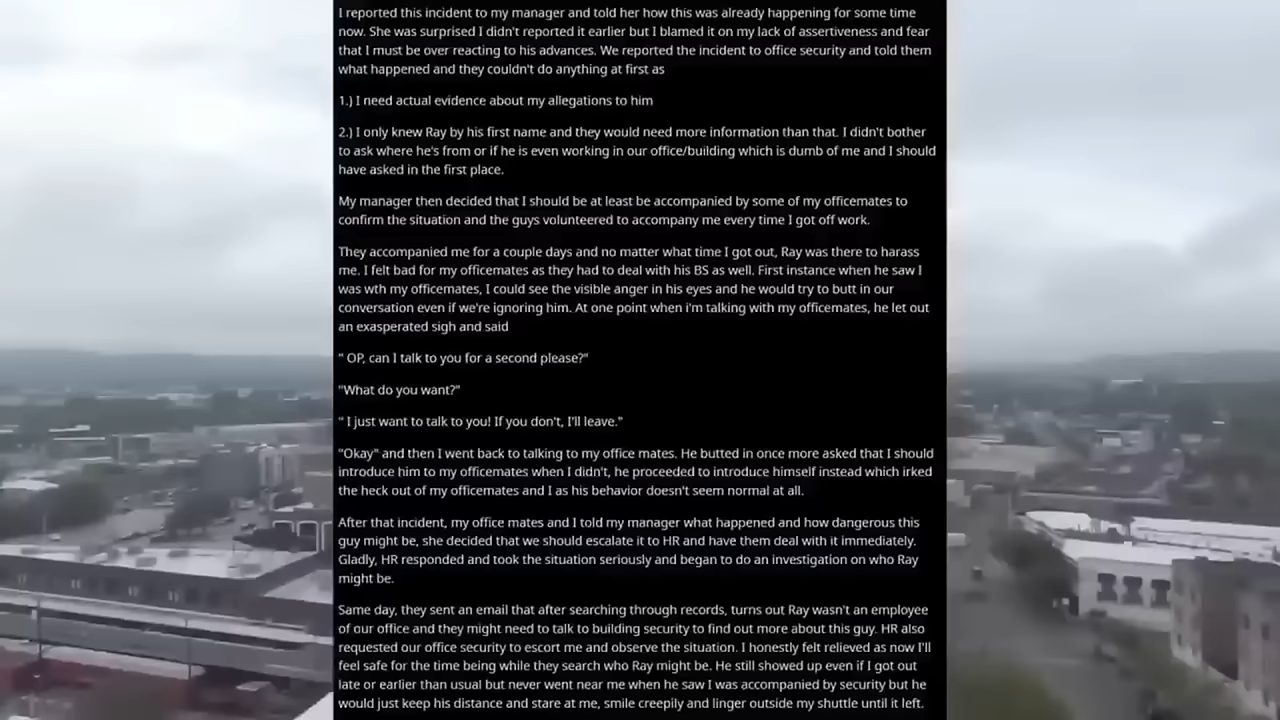 I reported this incident to my manager and told her how this was already happening for some time
now. She was surprised I didn't reported it earlier but I blamed it on my lack of assertiveness and fear
that I must be over reacting to his advances. We reported the incident to office security and told them
what happened and they couldn't do anything at first as
1.) I need actual evidence about my allegations to him
2.) I only knew Ray by his first name and they would need more information than that. I didn't bother
to ask where he's from or if he is even working in our office/building which is dumb of me and I should
have asked in the first place.
My manager then decided that I should be at least be accompanied by some of my officemates to
confirm the situation and the guys volunteered to accompany me every time I got off work.
They accompanied me for a couple days and no matter what time I got out, Ray was there to harass
me. I felt bad for my officemates as they had to deal with his BS as well. First instance when he saw I
was wth my officemates, I could see the visible anger in his eyes and he would try to butt in our
conversation even if we're ignoring him. At one point when i'm talking with my officemates, he let out
an exasperated sigh and said
" OP, can I talk to you for a second please?"
"What do you want?"
" I just want to talk to you! If you don't, I'll leave."
"Okay" and then I went back to talking to my office mates. He butted in once more asked that I should
introduce him to my officemates when I didn't, he proceeded to introduce himself instead which irked
the heck out of my officemates and I as his behavior doesn't seem normal at all.
After that incident, my office mates and I told my manager what happened and how dangerous this
guy might be, she decided that we should escalate it to HR and have them deal with it immediately.
Gladly, HR responded and took the situation seriously and began to do an investigation on who Ray
might be.
Same day, they sent an email that after searching through records, turns out Ray wasn't an employee
of our office and they might need to talk to building security to find out more about this guy. HR also
requested our office security to escort me and observe the situation. I honestly felt relieved as now I'll
feel safe for the time being while they search who Ray might be. He still showed up even if I got out
late or earlier than usual but never went near me when he saw I was accompanied by security but he
would just keep his distance and stare at me, smile creepily and linger outside my shuttle until it left.